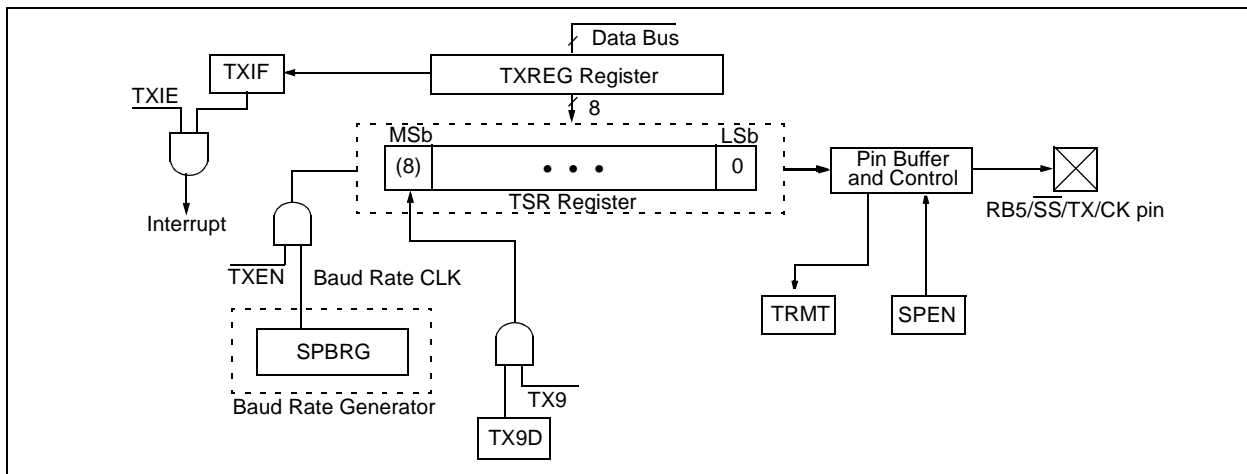 Data Bus
TXIF
TXREG Register
TXIE
8
MSb
LSb
(8)
• • •
0
Pin Buffer
and Control
TSR Register
Interrupt
RB5/SS/TX/CK pin
TXEN
Baud Rate CLK
TRMT
SPEN
SPBRG
TX9
Baud Rate Generator
TX9D